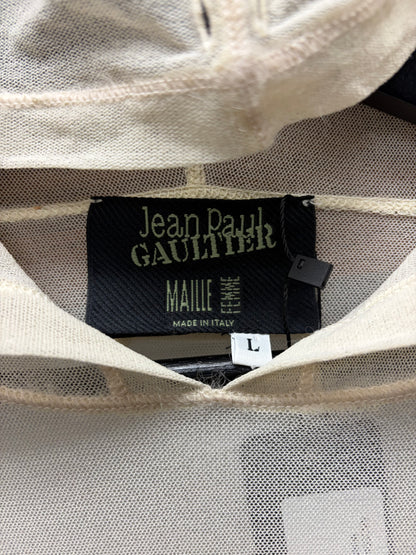 Jean Paul
GAULTIER
MAILLE FEMME
MADE IN ITALY
L